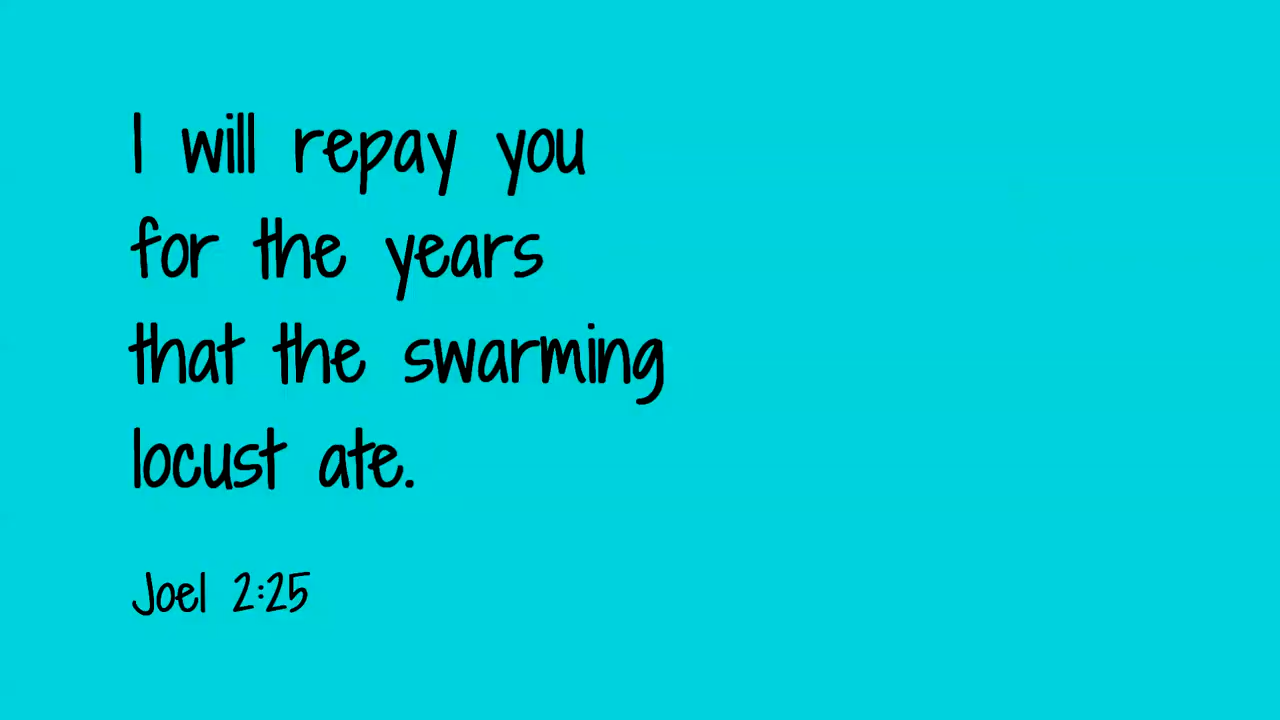 I will repay you
for the years
that the swarming
locust ate.
Joel 2:25